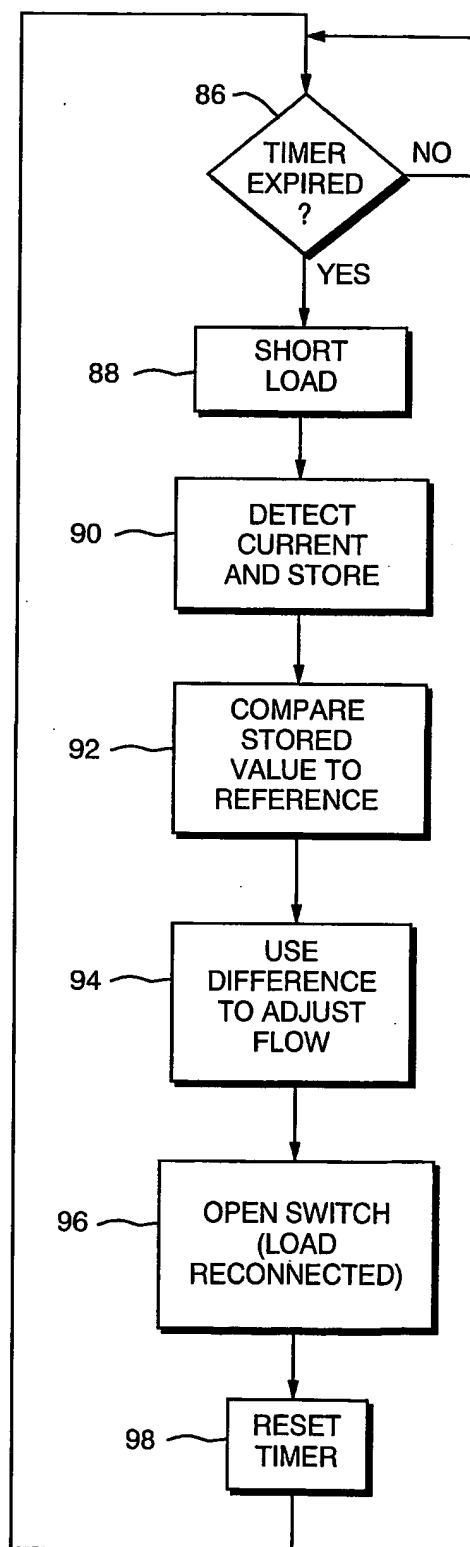 86
TIMER
EXPIRED
?
NO
YES
88
SHORT
LOAD
90
DETECT
CURRENT
AND STORE
92
COMPARE
STORED
VALUE TO
REFERENCE
94
USE
DIFFERENCE
TO ADJUST
FLOW
96
OPEN SWITCH
(LOAD
RECONNECTED)
98
RESET
TIMER